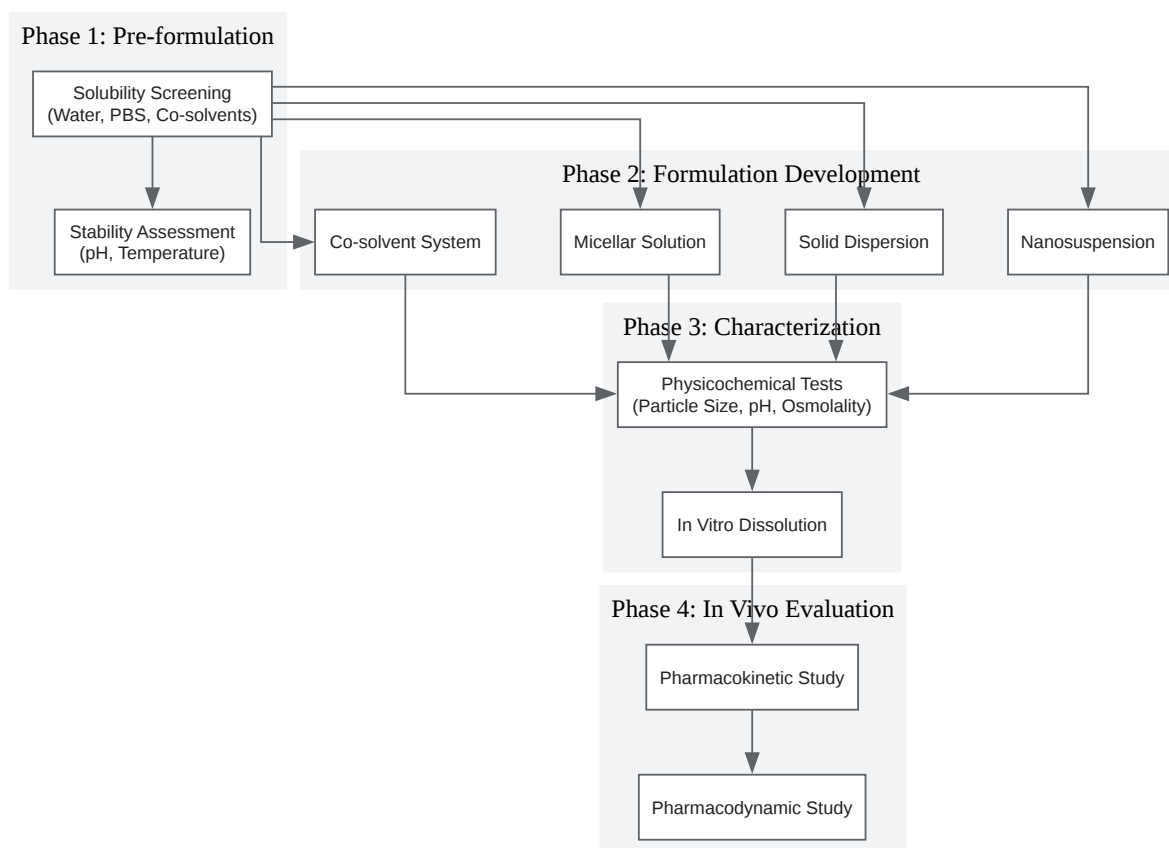 Phase 1: Pre-formulation
Solubility Screening
(Water, PBS, Co-solvents)
Stability Assessment
(pH, Temperature)
Phase 2: Formulation Development
Co-solvent System
Micellar Solution
Solid Dispersion
Nanosuspension
Phase 3: Characterization
Physicochemical Tests
(Particle Size, pH, Osmolality)
In Vitro Dissolution
Phase 4: In Vivo Evaluation
Pharmacokinetic Study
Pharmacodynamic Study